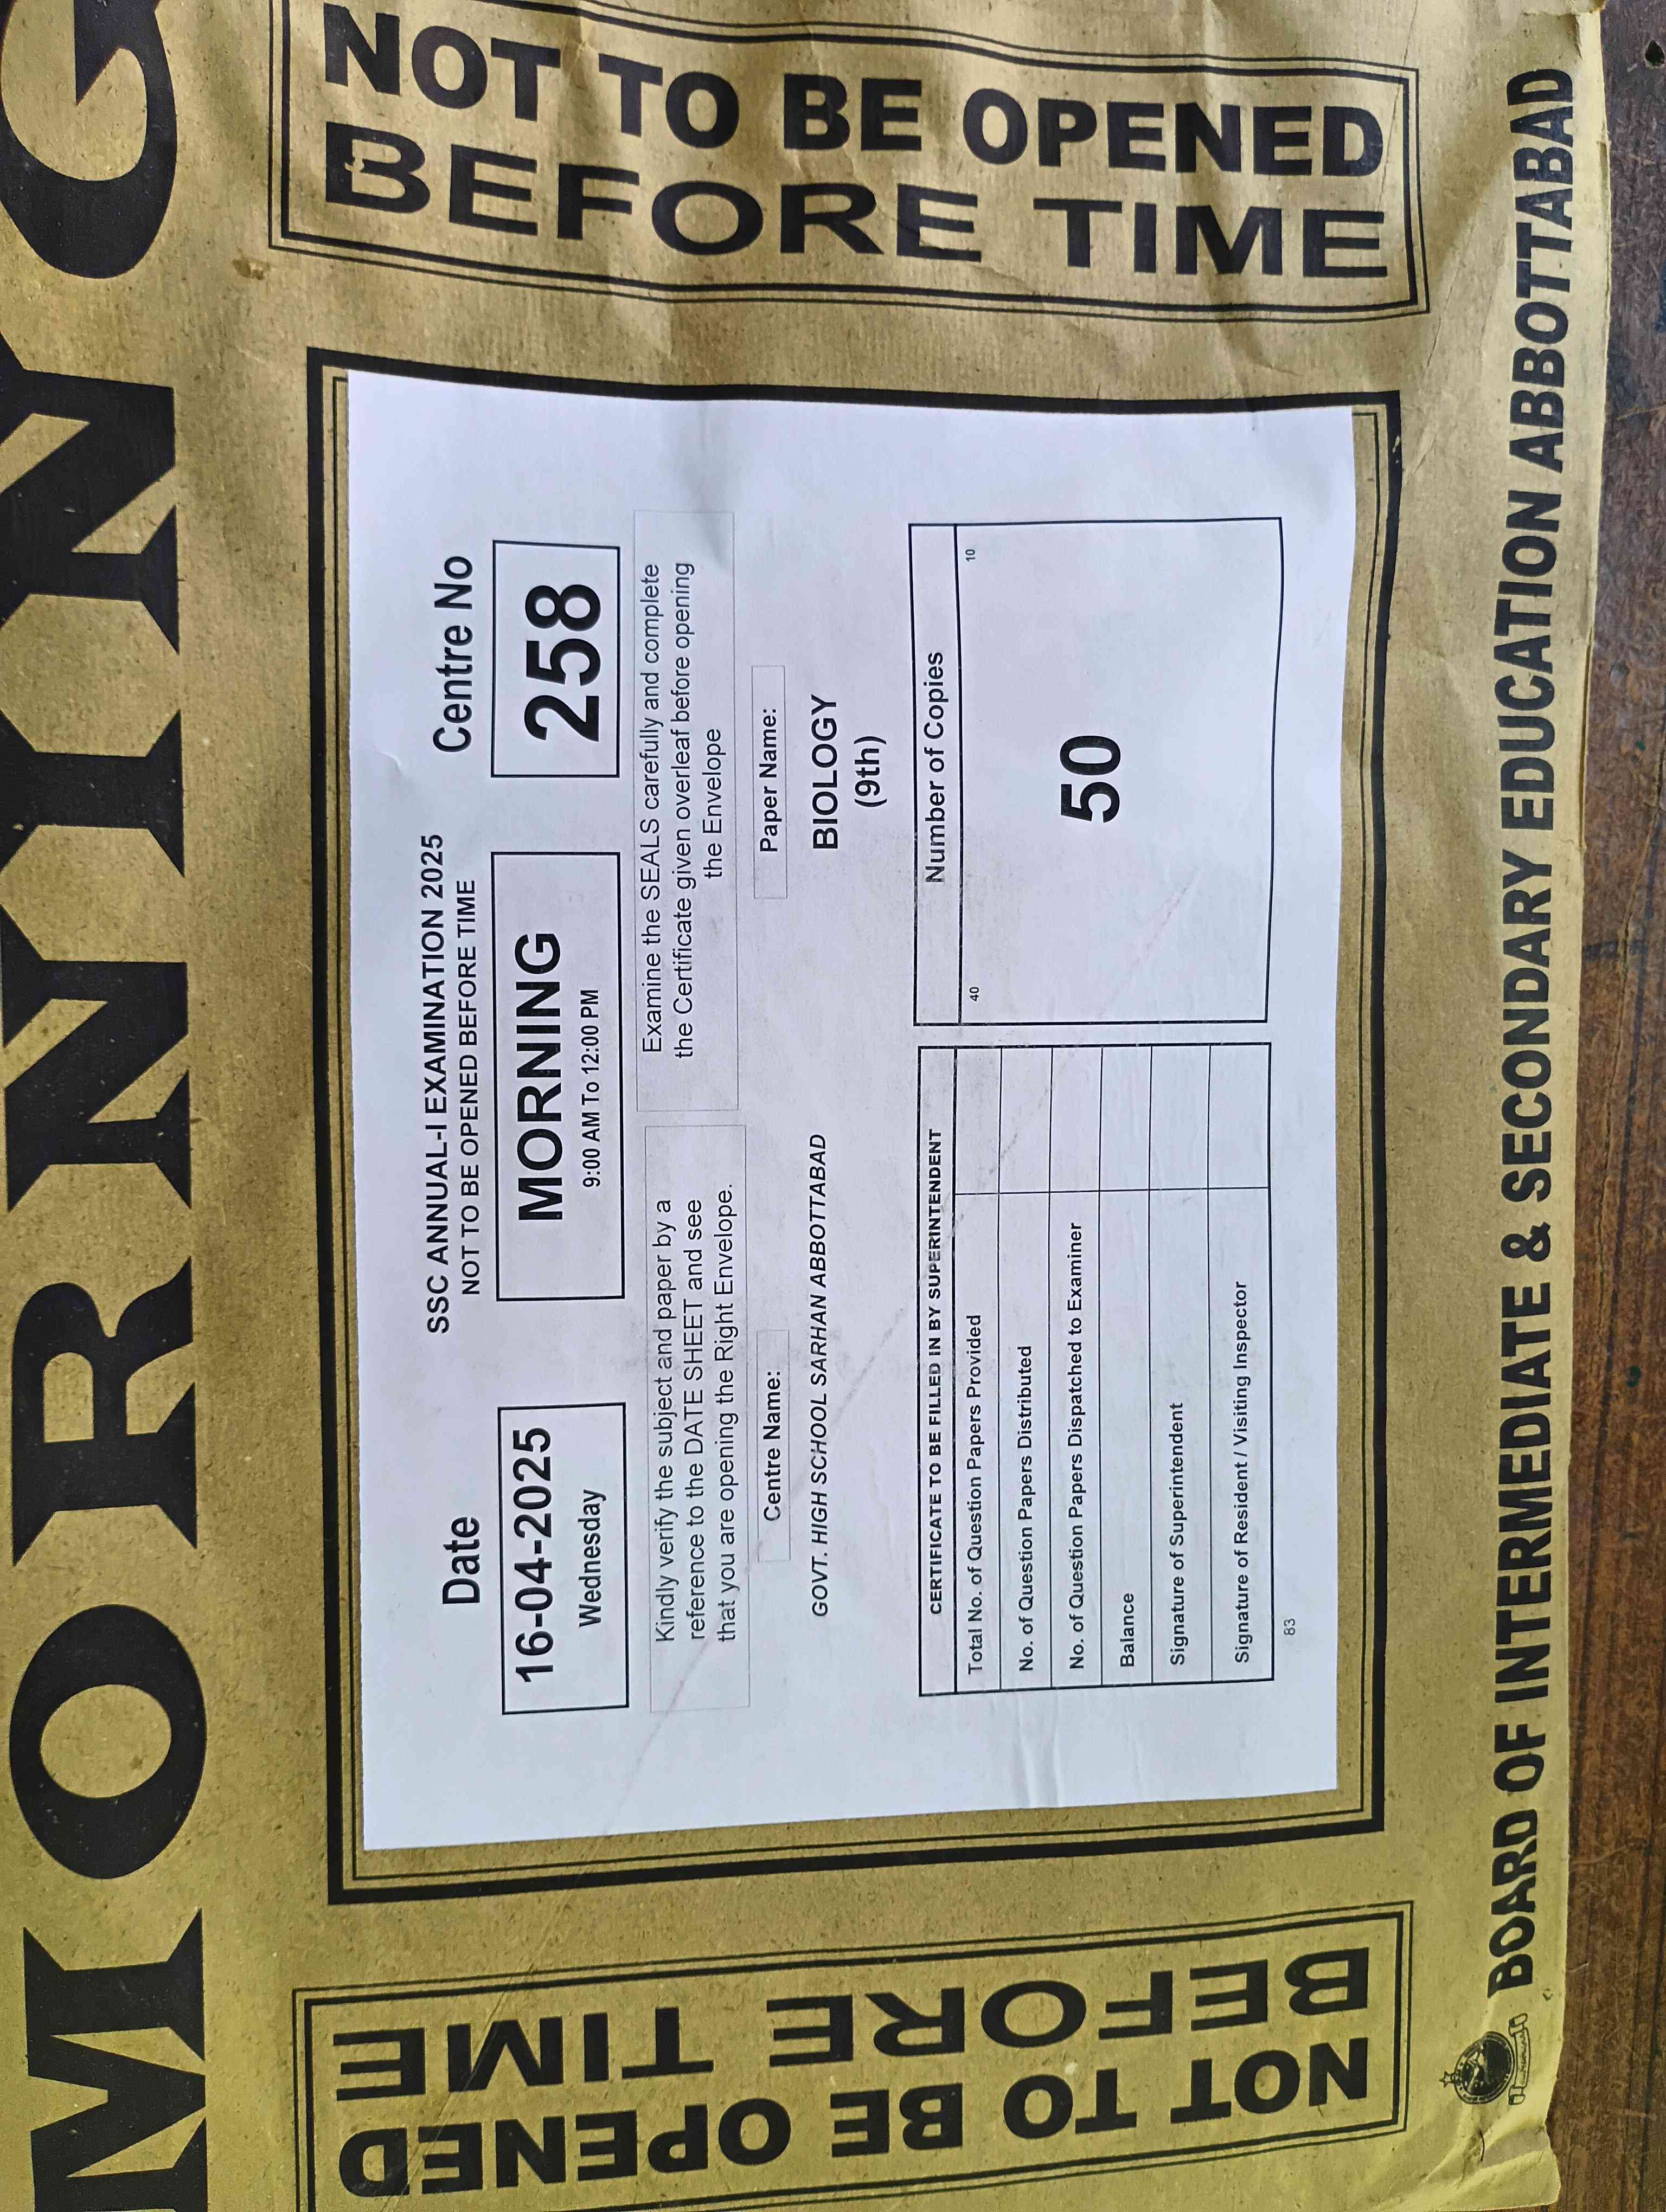 MORNING
NOT TO BE OPENED
BEFORE TIME
SSC ANNUAL-I EXAMINATION 2025
NOT TO BE OPENED BEFORE TIME
Date
16-04-2025
Wednesday
MORNING
9:00 AM To 12:00 PM
Centre No
258
Kindly verify the subject and paper by a
reference to the DATE SHEET and see
that you are opening the Right Envelope.
Examine the SEALS carefully and complete
the Certificate given overleaf before opening
the Envelope
Centre Name:
GOVT. HIGH SCHOOL SARHAN ABBOTTABAD
Paper Name:
BIOLOGY
(9th)
CERTIFICATE TO BE FILLED IN BY SUPERINTENDENT
Total No. of Question Papers Provided
No. of Question Papers Distributed
No. of Question Papers Dispatched to Examiner
Balance
Signature of Superintendent
Signature of Resident / Visiting Inspector
83
Number of Copies
40 10
50
NOT TO BE OPENED
BEFORE TIME
BOARD OF INTERMEDIATE & SECONDARY EDUCATION ABBOTTABAD